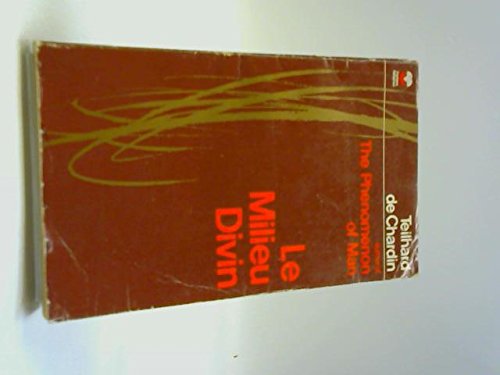 Teilhard
de Chardin
The Phenomenon
of Man
Le
Milieu
Divin